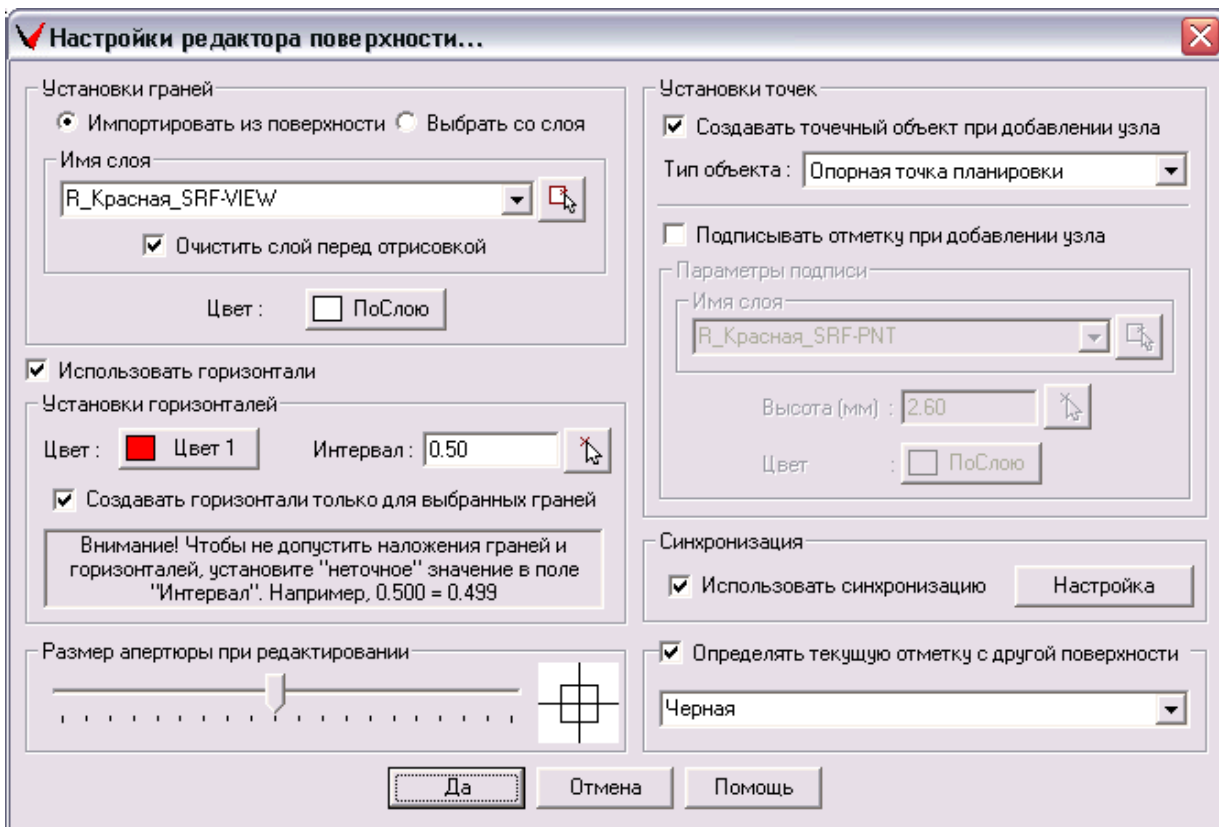 Настройки редактора поверхности...
Установки граней
Импортировать из поверхности Выбрать со слоя
Имя слоя
R_Красная_SRF-VIEW
Очистить слой перед отрисовкой
Цвет : ПоСлою
Использовать горизонтали
Установки горизонталей
Цвет : Цвет 1 Интервал : 0.50
Создавать горизонтали только для выбранных граней
Внимание! Чтобы не допустить наложения граней и
горизонталей, установите "неточное" значение в поле
"Интервал". Например, 0.500 = 0.499
Размер апертюры при редактировании
Установки точек
Создавать точечный объект при добавлении узла
Тип объекта : Опорная точка планировки
Подписывать отметку при добавлении узла
Параметры подписи
Имя слоя
R_Красная_SRF-PNT
Высота (мм) : 2.60
Цвет : ПоСлою
Синхронизация
Использовать синхронизацию Настройка
Определять текущую отметку с другой поверхности
Черная
Да Отмена Помощь